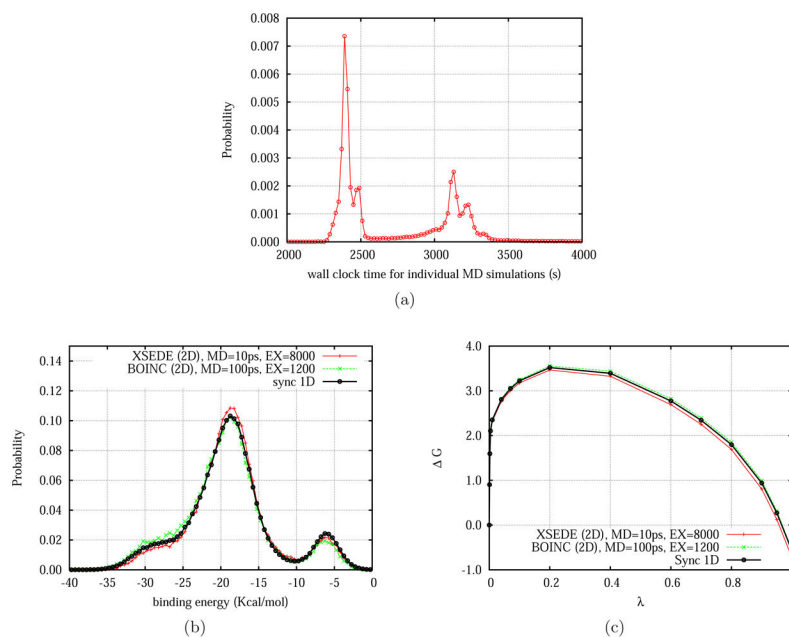 0.008
0.007
0.006
0.005
0.004
0.003
0.002
0.001
0.000
Probability
2000 2500 3000 3500 4000
wall clock time for individual MD simulations (s)
(a)
0.14
0.12
0.10
0.08
0.06
0.04
0.02
0.00
Probability
XSEDE (2D), MD=10ps, EX=8000
BOINC (2D), MD=100ps, EX=1200
sync 1D
-40 -35 -30 -25 -20 -15 -10 -5 0
binding energy (Kcal/mol)
(b)
4.0
3.0
2.0
1.0
0.0
-1.0
Δ G
XSEDE (2D), MD=10ps, EX=8000
BOINC (2D), MD=100ps, EX=1200
Sync 1D
0 0.2 0.4 0.6 0.8
λ
(c)